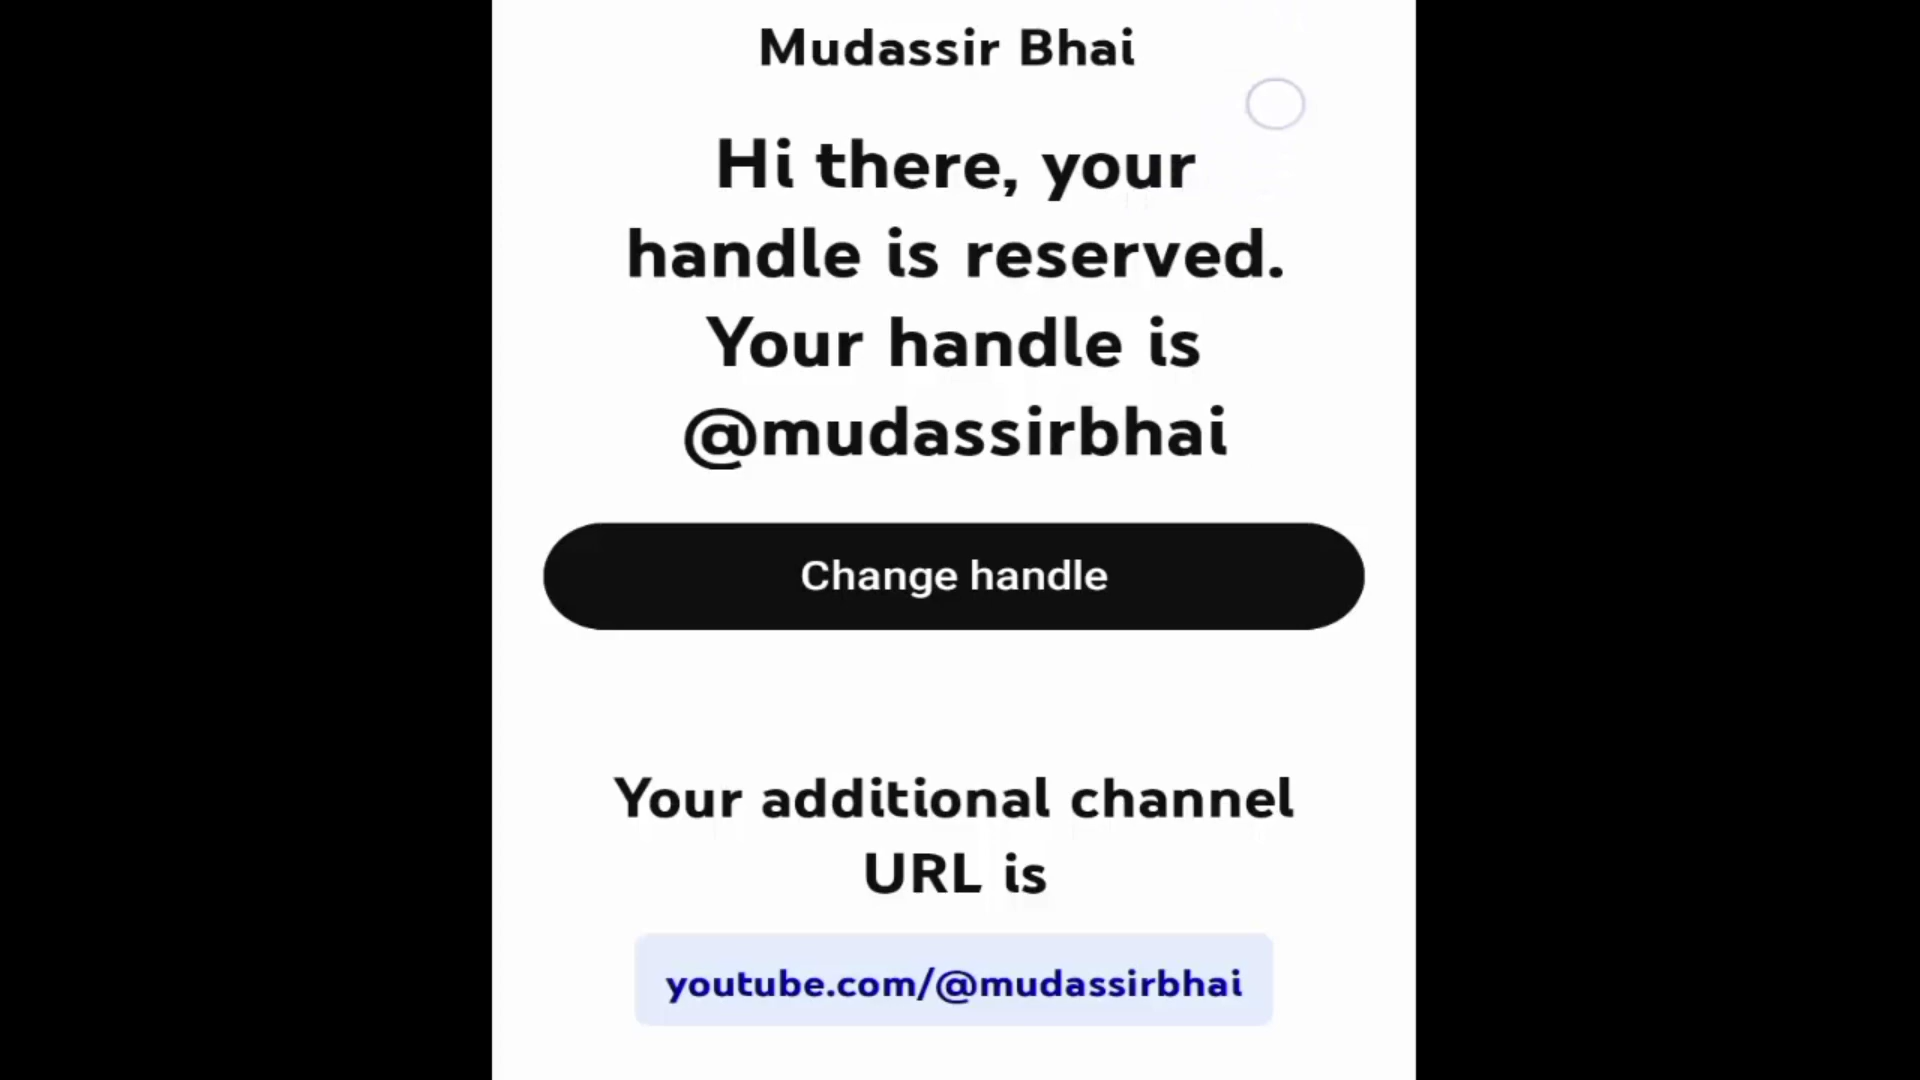 Mudassir Bhai
Hi there, your
handle is reserved.
Your handle is
@mudassirbhai
Change handle
Your additional channel
URL is
youtube.com/@mudassirbhai